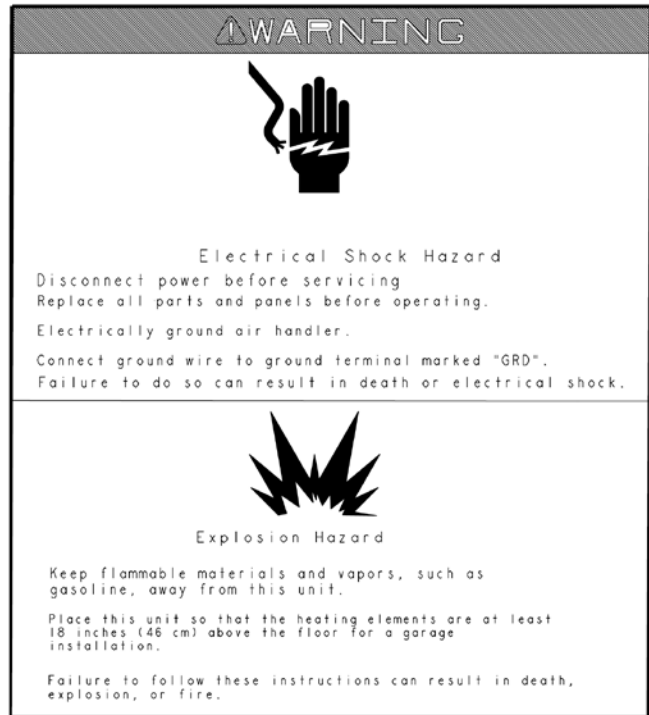 ⚠WARNING
Electrical Shock Hazard
Disconnect power before servicing
Replace all parts and panels before operating.
Electrically ground air handler.
Connect ground wire to ground terminal marked "GRD".
Failure to do so can result in death or electrical shock.
Explosion Hazard
Keep flammable materials and vapors, such as
gasoline, away from this unit.
Place this unit so that the heating elements are at least
18 inches (46 cm) above the floor for a garage
installation.
Failure to follow these instructions can result in death,
explosion, or fire.